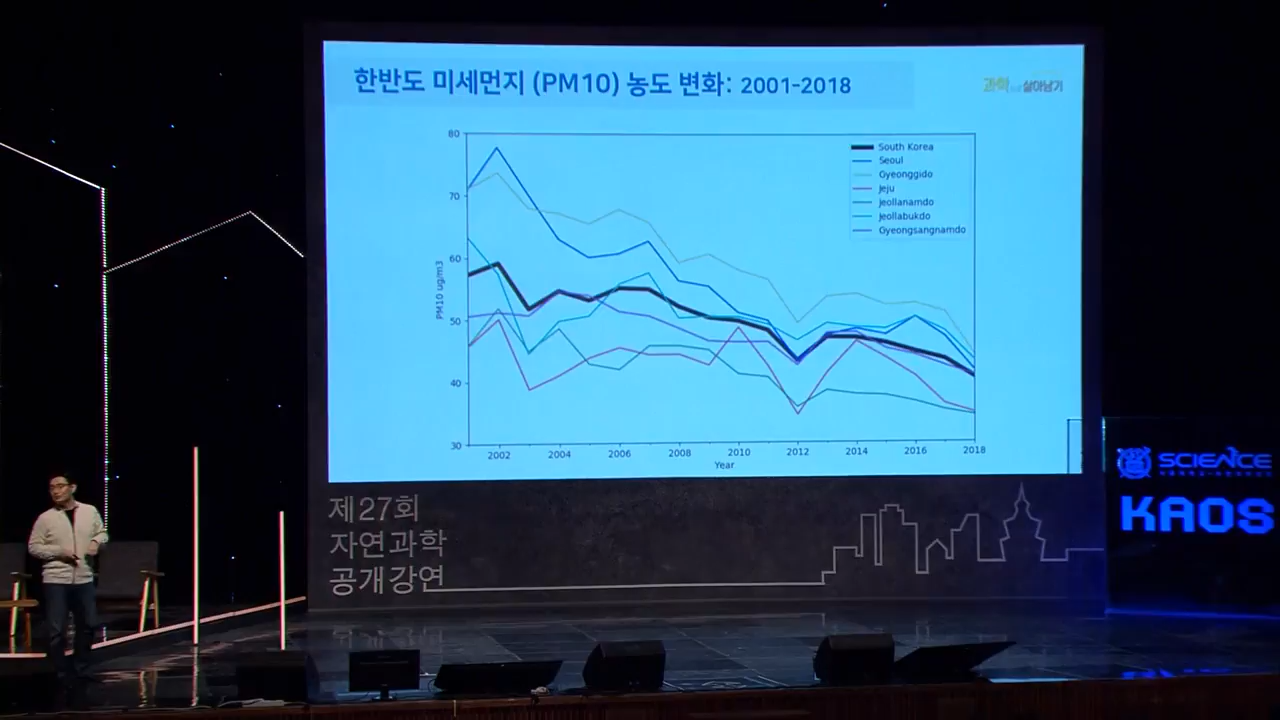 한반도 미세먼지 (PM10) 농도 변화: 2001-2018
과학 살아남기
80
70
60
50
40
30
PM10 ug/m3
South Korea
Seoul
Gyeonggido
Jeju
Jeollanamdo
Jeollabukdo
Gyeongsangnamdo
2002 2004 2006 2008 2010 2012 2014 2016 2018
Year
제27회
자연과학
공개강연
SCIENCE
KAOS